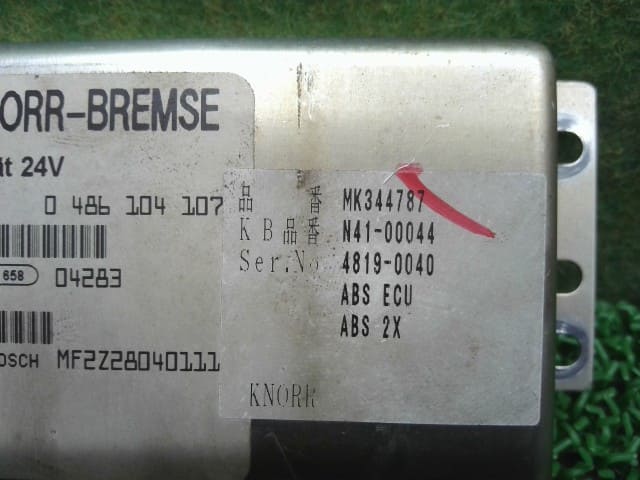 ORR-BREMSE
ät 24V
0 486 104 107
658
04283
OSCH MF2Z28040111
品 番 MK344787
KB品番 N41-00044
Ser.No 4819-0040
ABS ECU
ABS 2X
KNORR